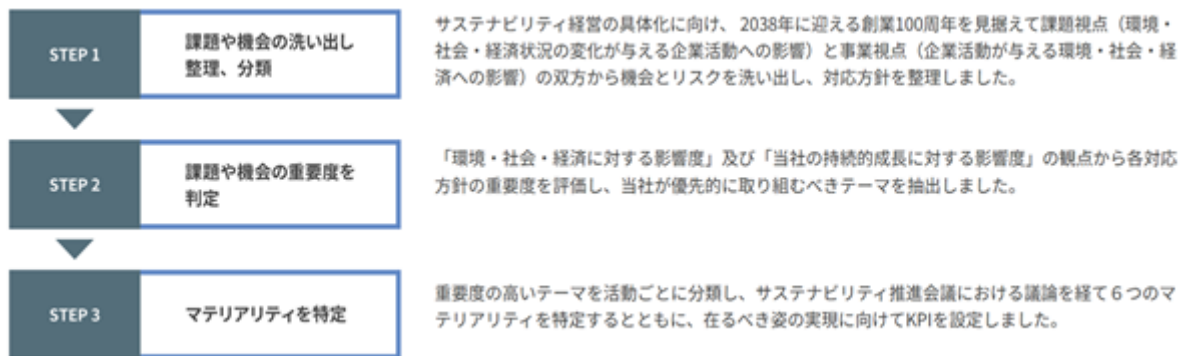 STEP 1
課題や機会の洗い出し
整理、分類
サステナビリティ経営の具体化に向け、 2038年に迎える創業100周年を見据えて課題視点（環境・
社会・経済状況の変化が与える企業活動への影響）と事業視点（企業活動が与える環境・社会・経
済への影響）の双方から機会とリスクを洗い出し、対応方針を整理しました。
STEP 2
課題や機会の重要度を
判定
「環境・社会・経済に対する影響度」及び「当社の持続的成長に対する影響度」の観点から各対応
方針の重要度を評価し、当社が優先的に取り組むべきテーマを抽出しました。
STEP 3
マテリアリティを特定
重要度の高いテーマを活動ごとに分類し、サステナビリティ推進会議における議論を経て６つのマ
テリアリティを特定するとともに、在るべき姿の実現に向けてKPIを設定しました。